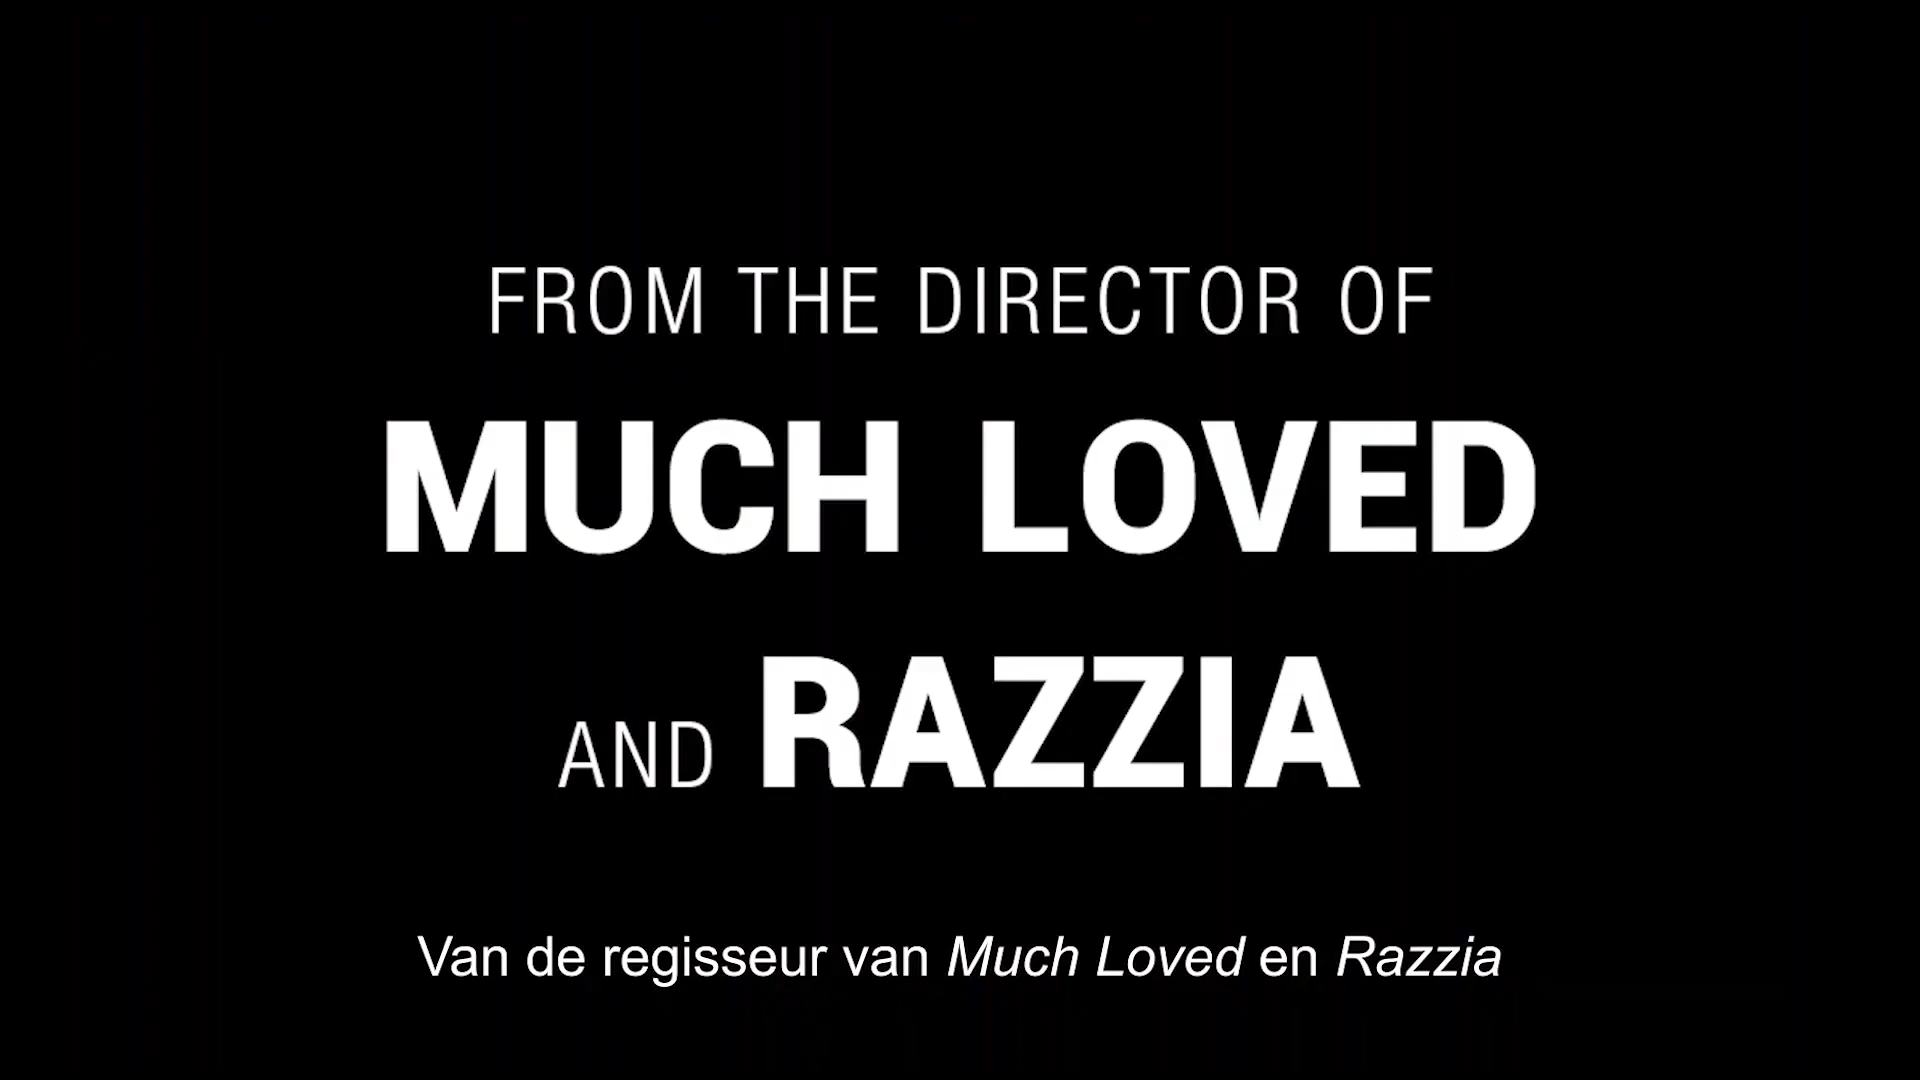 FROM THE DIRECTOR OF
MUCH LOVED
AND RAZZIA
Van de regisseur van Much Loved en Razzia